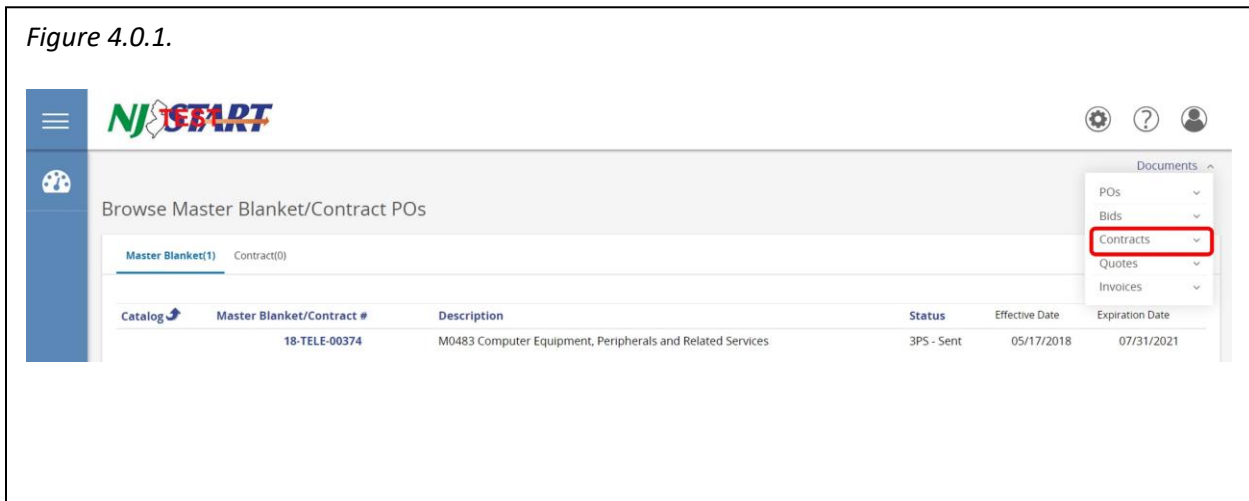 Figure 4.0.1.
NJ START
TEST
?
Documents
POs
Browse Master Blanket/Contract POs
Bids
Contracts
Master Blanket(1) Contract(0)
Quotes
Invoices
Catalog Master Blanket/Contract # Description Status Effective Date Expiration Date
18-TELE-00374 M0483 Computer Equipment, Peripherals and Related Services 3PS - Sent 05/17/2018 07/31/2021